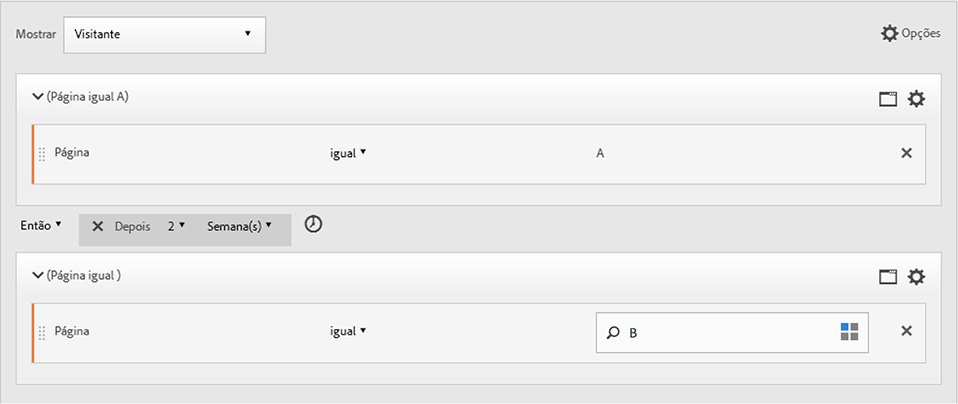 Mostrar Visitante Opções
(Página igual A)
Página igual A
Então Depois 2 Semana(s)
(Página igual )
Página igual B